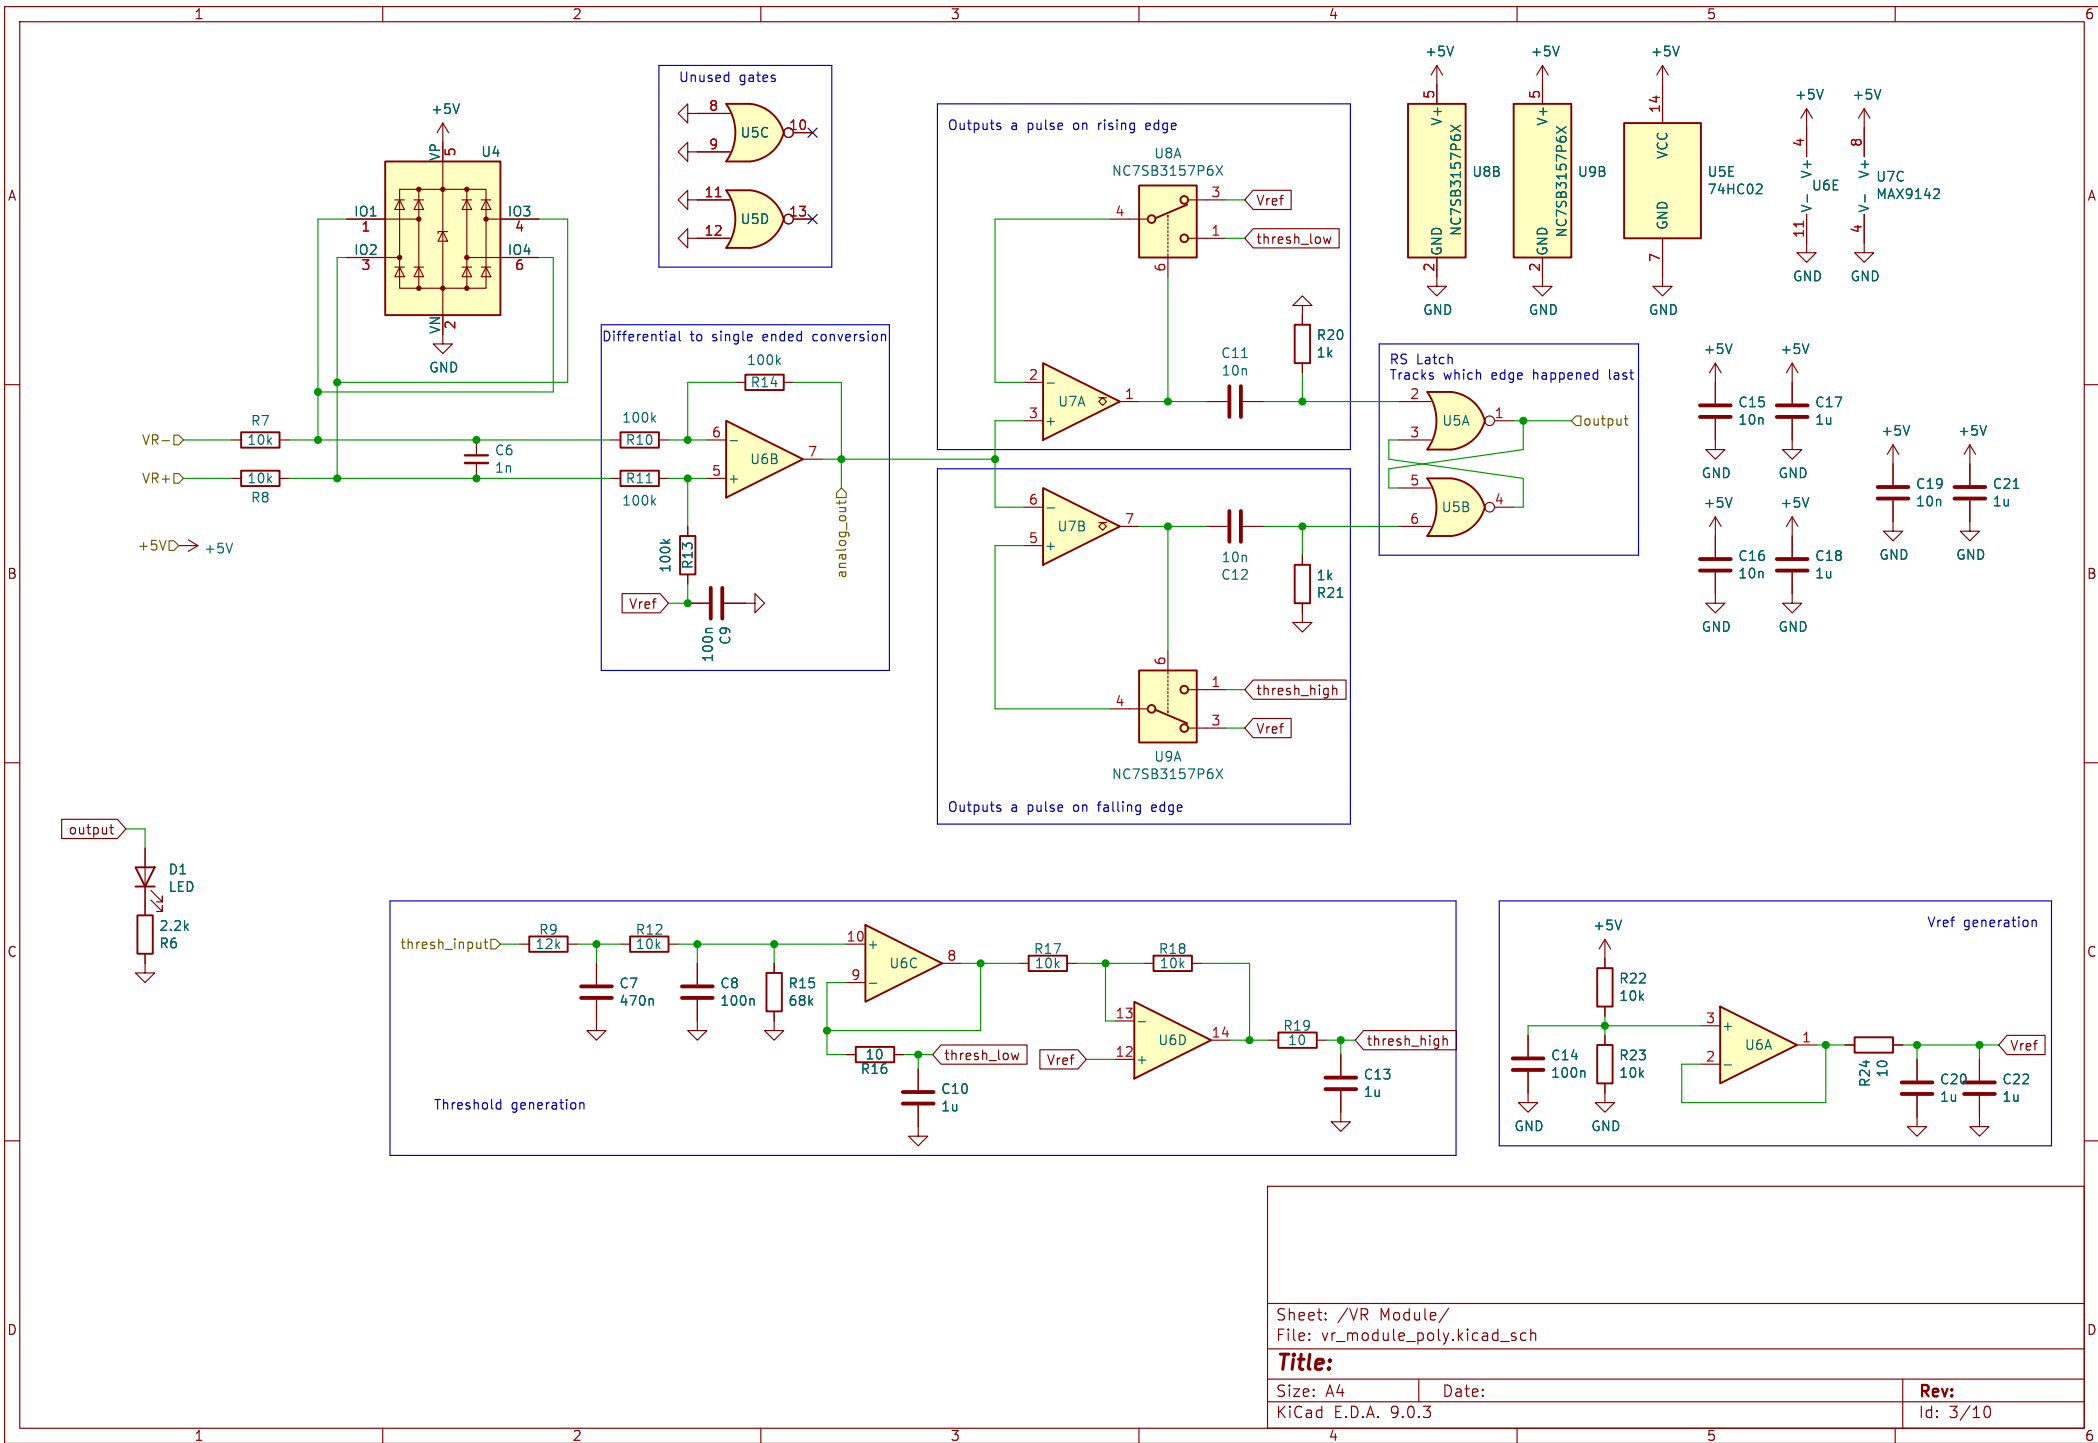 1 2 3 4 5 6
A
B
C
D
A
B
C
D
1 2 3 4 5 6
+5V
VP
5
U4
IO1
1
IO2
3
IO3
4
IO4
6
VN
2
GND
Unused gates
8
9
U5C
10
11
12
U5D
13
VR-
R7
10k
VR+
10k
R8
+5V
+5V
C6
1n
Differential to single ended conversion
100k
R14
100k
R10
R11
100k
6
5
U6B
7
100k
R13
Vref
100n
C9
analog_out
Outputs a pulse on rising edge
U8A
NC7SB3157P6X
4
3
Vref
1
thresh_low
6
2
3
U7A
1
C11
10n
R20
1k
6
5
U7B
7
10n
C12
1k
R21
6
4
1
thresh_high
3
Vref
U9A
NC7SB3157P6X
Outputs a pulse on falling edge
RS Latch
Tracks which edge happened last
2
3
U5A
1
output
5
6
U5B
4
+5V
5
V+
NC7SB3157P6X
GND
2
U8B
GND
+5V
5
V+
NC7SB3157P6X
GND
2
U9B
GND
+5V
14
VCC
GND
7
U5E
74HC02
GND
+5V
4
V+
V-
11
U6E
GND
+5V
8
V+
V-
4
U7C
MAX9142
GND
+5V
C15
10n
GND
+5V
C17
1u
GND
+5V
C19
10n
GND
+5V
C21
1u
GND
+5V
C16
10n
GND
+5V
C18
1u
GND
output
D1
LED
2.2k
R6
thresh_input
R9
12k
R12
10k
C7
470n
C8
100n
R15
68k
10
9
U6C
8
10
R16
thresh_low
C10
1u
R17
10k
R18
10k
13
12
U6D
14
Vref
R19
10
thresh_high
C13
1u
Threshold generation
Vref generation
+5V
R22
10k
C14
100n
R23
10k
GND
GND
3
2
U6A
1
R24
10
Vref
C20
1u
C22
1u
Sheet: /VR Module/
File: vr_module_poly.kicad_sch
Title:
Size: A4 Date: Rev:
KiCad E.D.A. 9.0.3 Id: 3/10